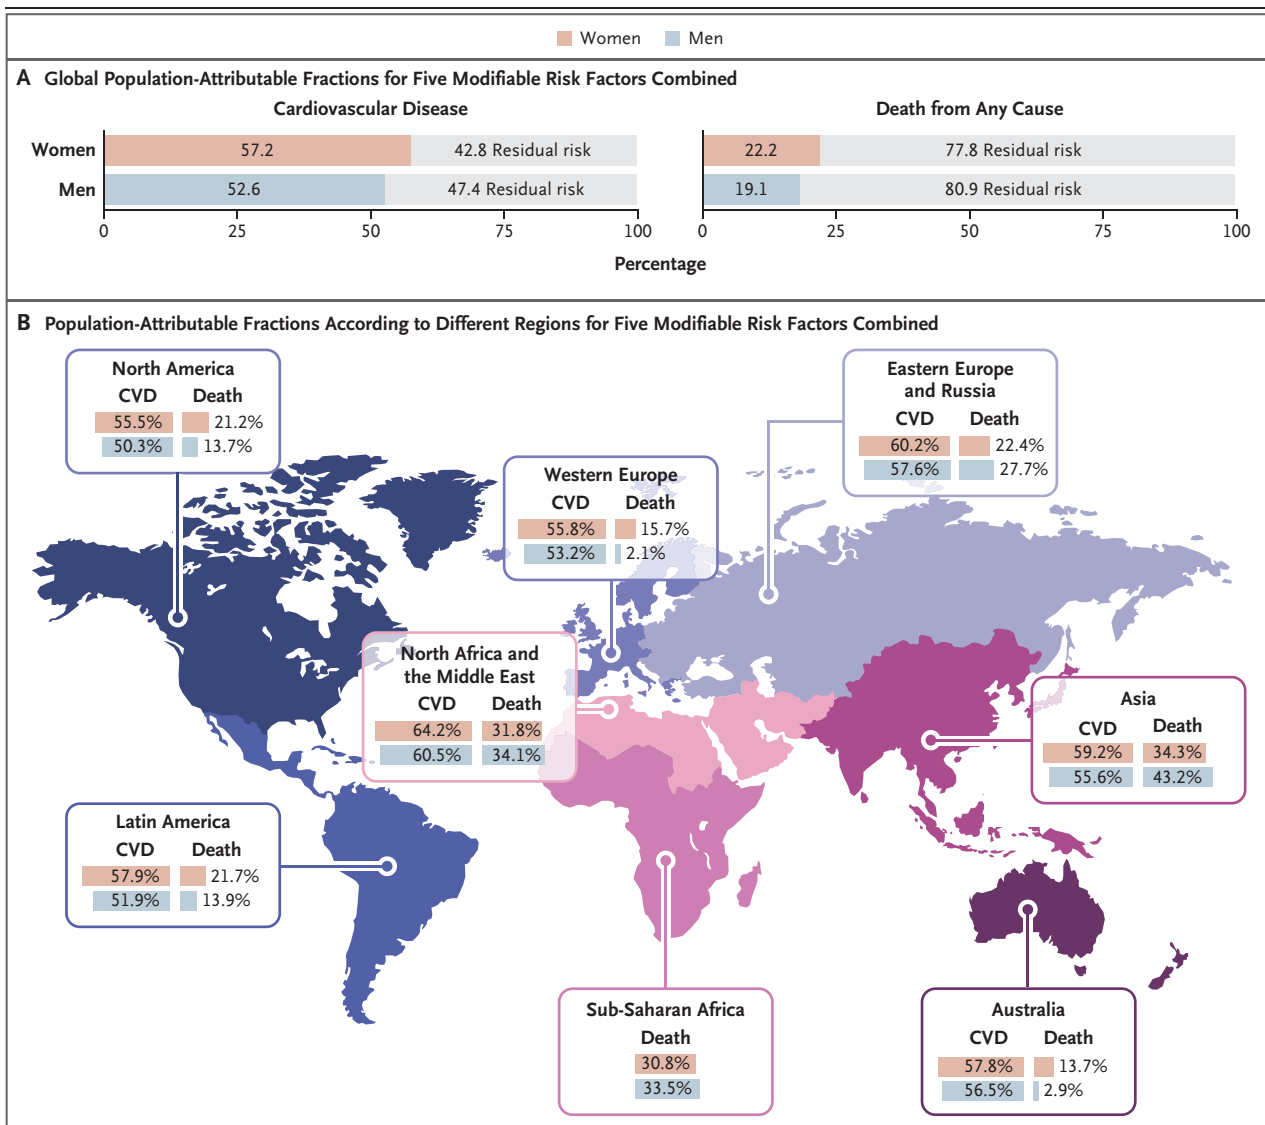 Women Men
A Global Population-Attributable Fractions for Five Modifiable Risk Factors Combined
Cardiovascular Disease
Women 57.2 42.8 Residual risk
Men 52.6 47.4 Residual risk
0 25 50 75 100
Death from Any Cause
22.2 77.8 Residual risk
19.1 80.9 Residual risk
0 25 50 75 100
Percentage
B Population-Attributable Fractions According to Different Regions for Five Modifiable Risk Factors Combined
North America
CVD Death
55.5% 21.2%
50.3% 13.7%
Western Europe
CVD Death
55.8% 15.7%
53.2% 2.1%
Eastern Europe
and Russia
CVD Death
60.2% 22.4%
57.6% 27.7%
North Africa and
the Middle East
CVD Death
64.2% 31.8%
60.5% 34.1%
Asia
CVD Death
59.2% 34.3%
55.6% 43.2%
Latin America
CVD Death
57.9% 21.7%
51.9% 13.9%
Sub-Saharan Africa
Death
30.8%
33.5%
Australia
CVD Death
57.8% 13.7%
56.5% 2.9%